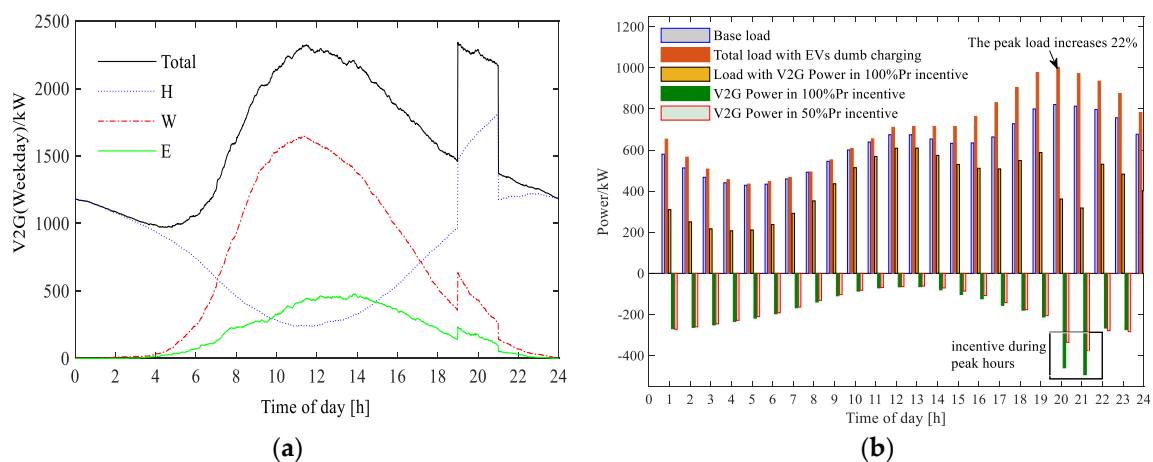 V2G(Weekday)/kW
2500
2000
1500
1000
500
0
Total
H
W
E
0 2 4 6 8 10 12 14 16 18 20 22 24
Time of day [h]
(a)
Power/kW
1200
1000
800
600
400
200
0
-200
-400
Base load
Total load with EVs dumb charging
Load with V2G Power in 100%Pr incentive
V2G Power in 100%Pr incentive
V2G Power in 50%Pr incentive
The peak load increases 22%
incentive during
peak hours
0 1 2 3 4 5 6 7 8 9 10 11 12 13 14 15 16 17 18 19 20 21 22 23 24
Time of day [h]
(b)